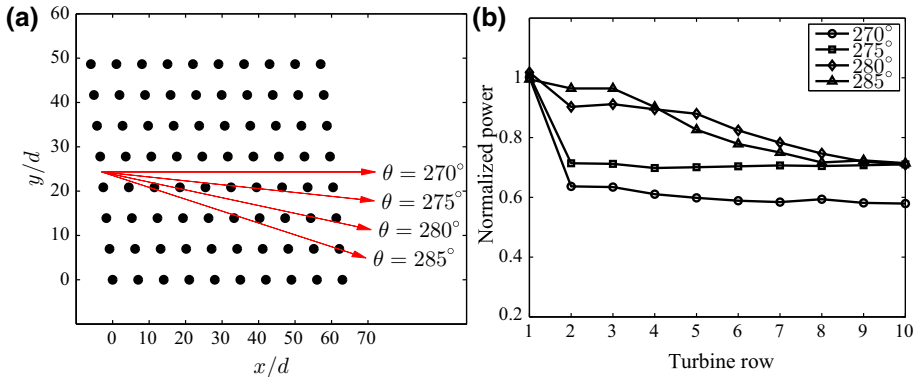 (a)
60
50
40
30
20
10
0
y/d
0 10 20 30 40 50 60 70
x/d
θ = 270°
θ = 275°
θ = 280°
θ = 285°
(b)
1
0.8
0.6
0.4
0.2
Normalized power
1 2 3 4 5 6 7 8 9 10
Turbine row
270°
275°
280°
285°